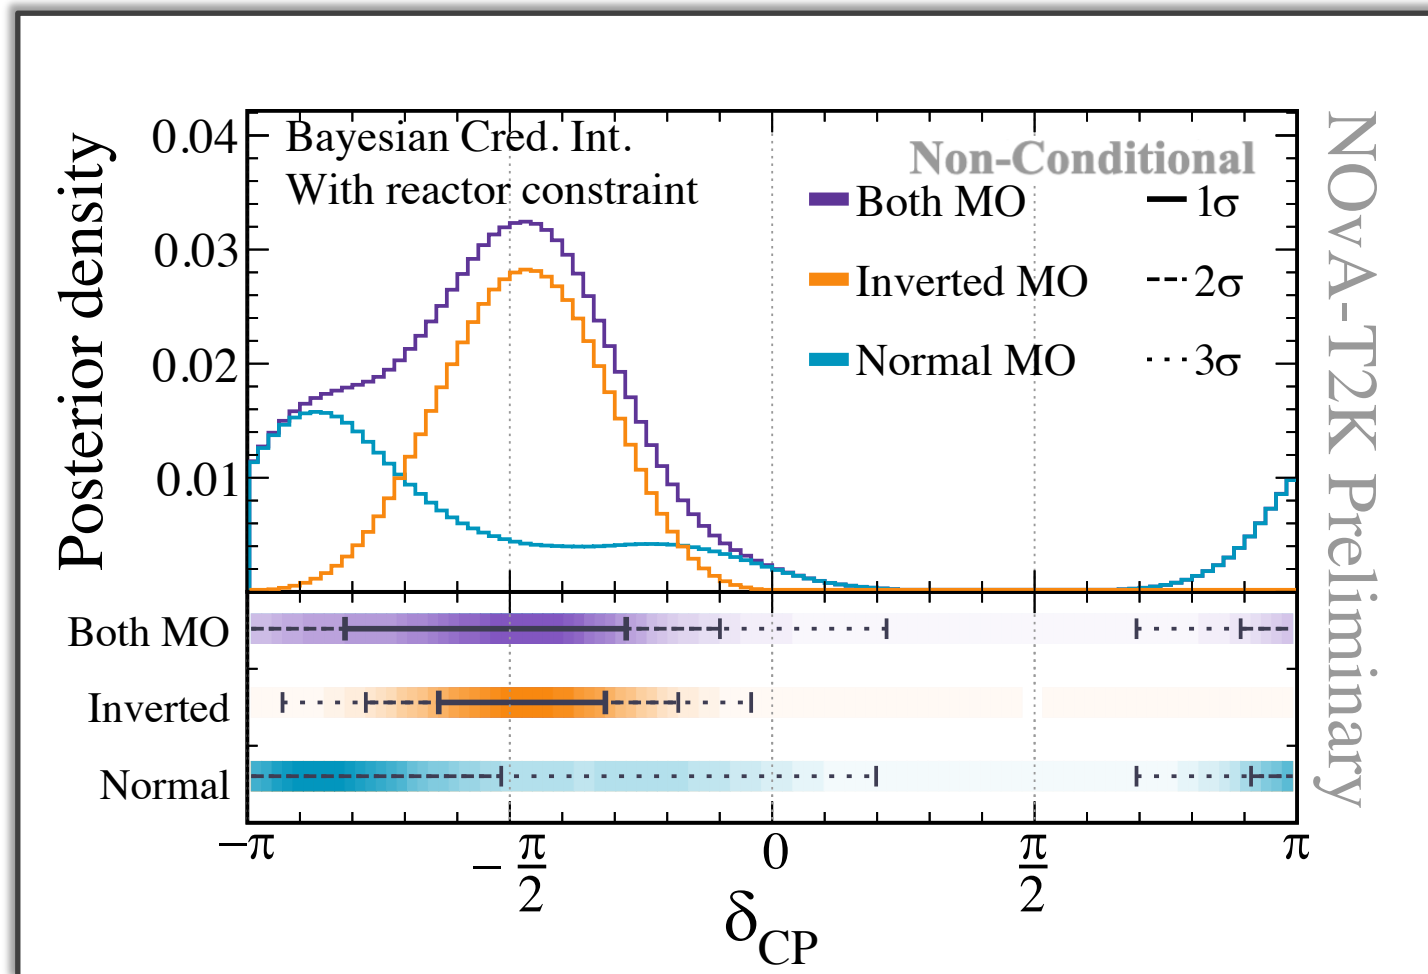 Bayesian Cred. Int.
With reactor constraint
Non-Conditional
Both MO
Inverted MO
Normal MO
1σ
2σ
3σ
Posterior density
0.04
0.03
0.02
0.01
Both MO
Inverted
Normal
−π
− π/2
0
π/2
π
δCP
NOvA-T2K Preliminary